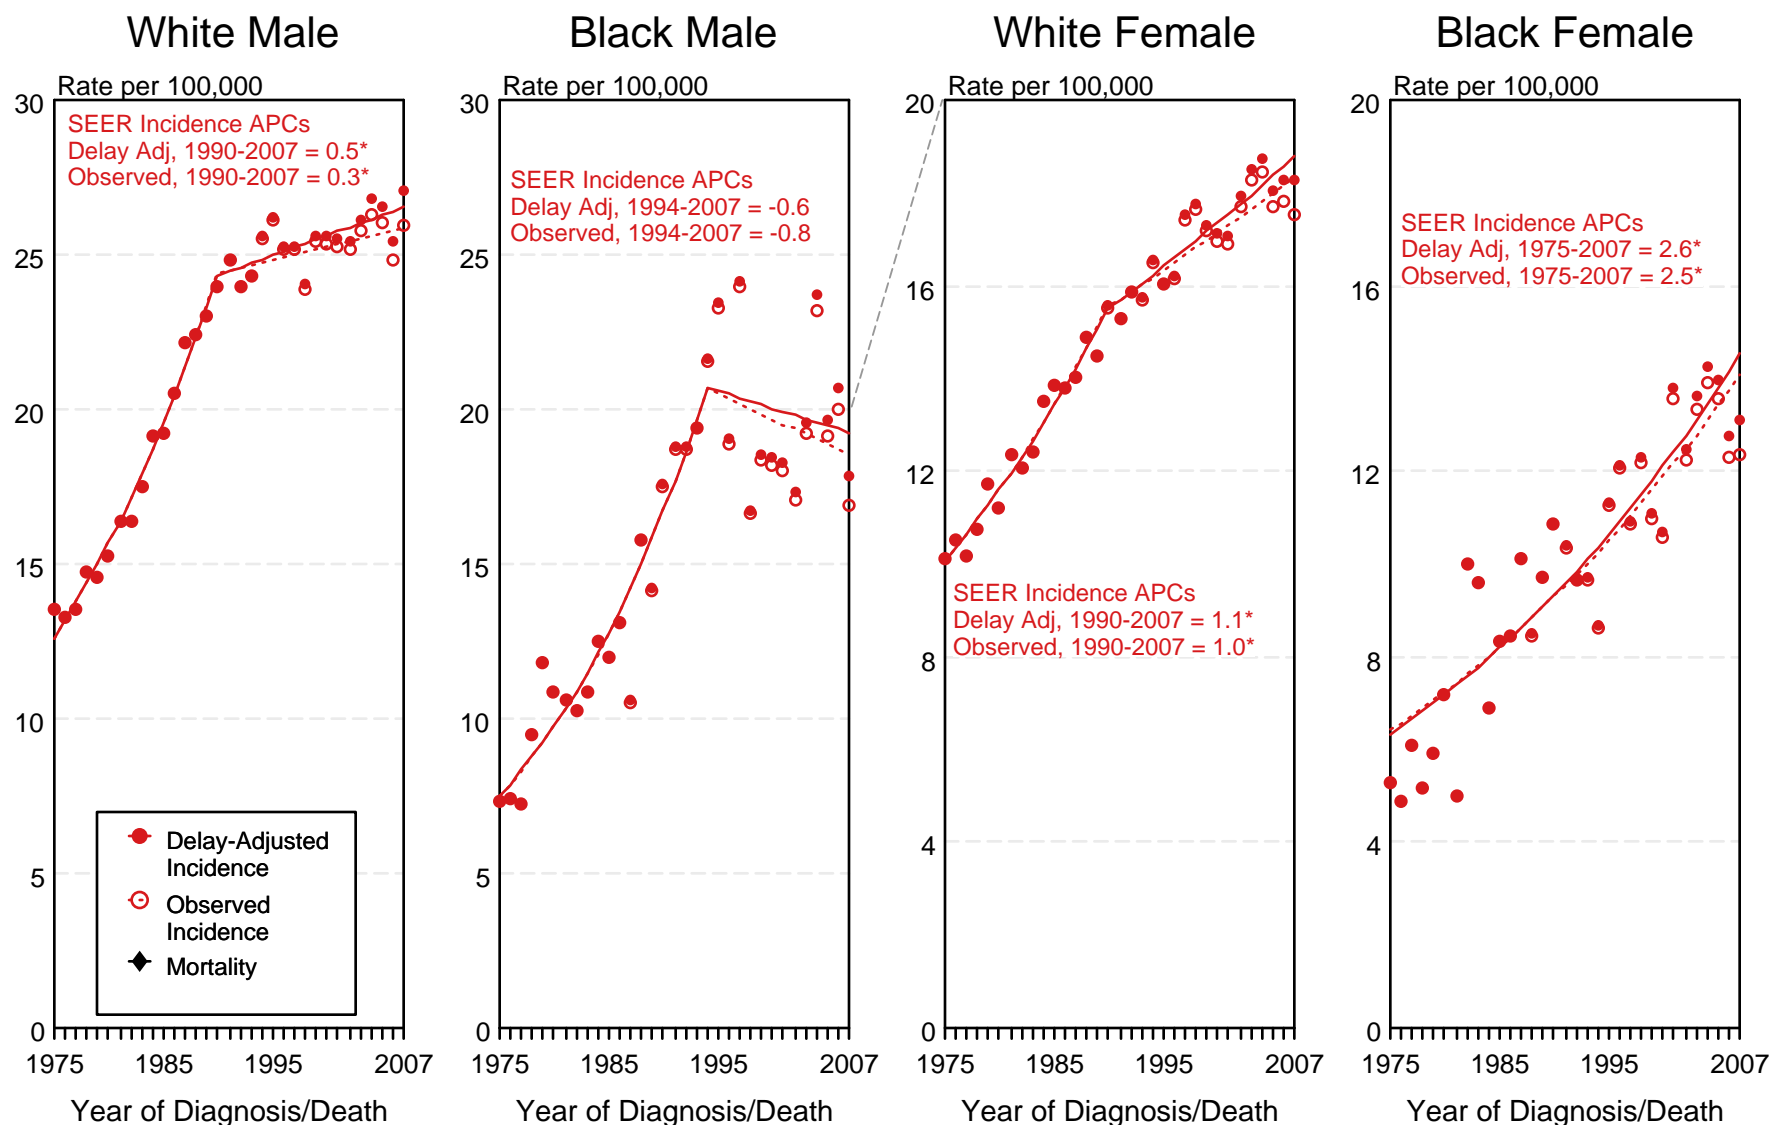 White Male
Black Male
White Female
Black Female
Rate per 100,000
30
25
20
15
10
5
0
SEER Incidence APCs
Delay Adj, 1990-2007 = 0.5*
Observed, 1990-2007 = 0.3*
Delay-Adjusted
Incidence
Observed
Incidence
Mortality
1975
1985
1995
2007
Year of Diagnosis/Death
Rate per 100,000
30
25
20
15
10
5
0
SEER Incidence APCs
Delay Adj, 1994-2007 = -0.6
Observed, 1994-2007 = -0.8
1975
1985
1995
2007
Year of Diagnosis/Death
Rate per 100,000
20
16
12
8
4
0
SEER Incidence APCs
Delay Adj, 1990-2007 = 1.1*
Observed, 1990-2007 = 1.0*
1975
1985
1995
2007
Year of Diagnosis/Death
Rate per 100,000
20
16
12
8
4
0
SEER Incidence APCs
Delay Adj, 1975-2007 = 2.6*
Observed, 1975-2007 = 2.5*
1975
1985
1995
2007
Year of Diagnosis/Death